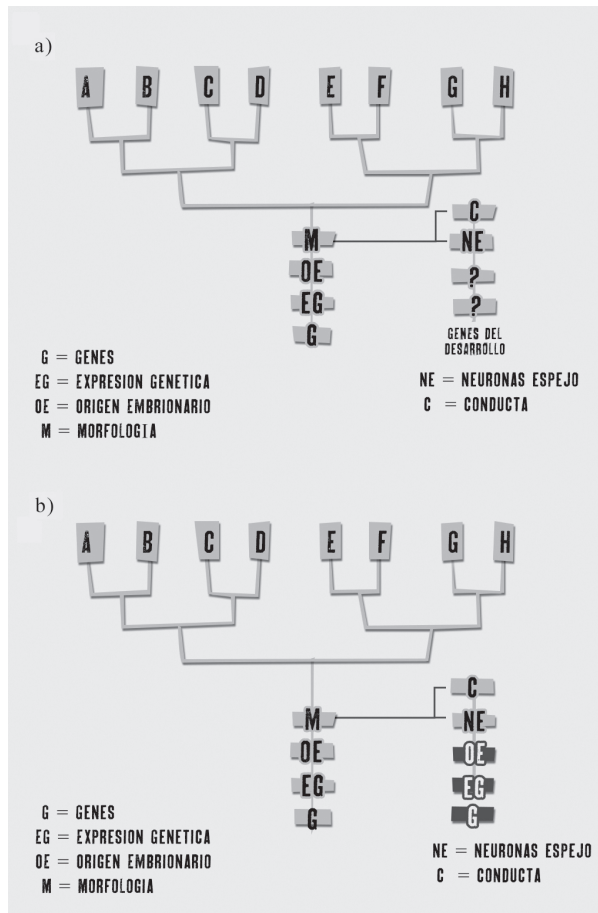 a)
A B C D E F G H
C
M NE
OE ?
EG ?
G
GENES DEL
DESARROLLO
G = GENES
EG = EXPRESION GENETICA
OE = ORIGEN EMBRIONARIO
M = MORFOLOGIA
NE = NEURONAS ESPEJO
C = CONDUCTA
b)
A B C D E F G H
C
M NE
OE OE
EG EG
G G
G = GENES
EG = EXPRESION GENETICA
OE = ORIGEN EMBRIONARIO
M = MORFOLOGIA
NE = NEURONAS ESPEJO
C = CONDUCTA